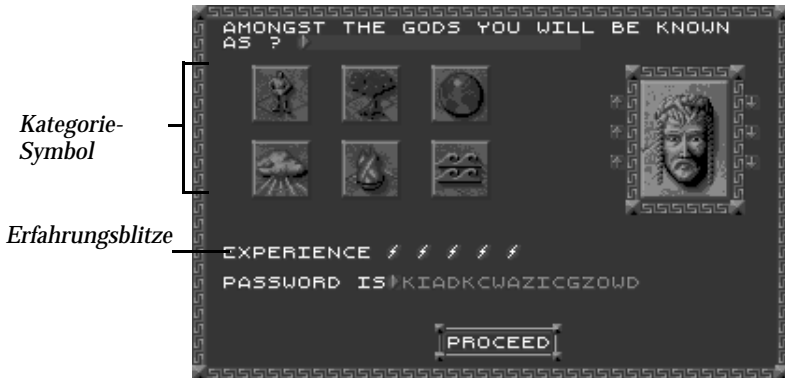 AMONGST THE GODS YOU WILL BE KNOWN
AS ?
Kategorie-
Symbol
Erfahrungsblitze
EXPERIENCE
PASSWORD IS KIADKCWAZICGZOWD
PROCEED